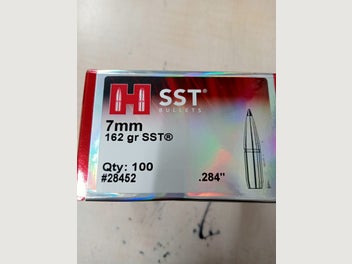 H SST®
BULLETS
7mm
162 gr SST®
Qty: 100
#28452
.284"